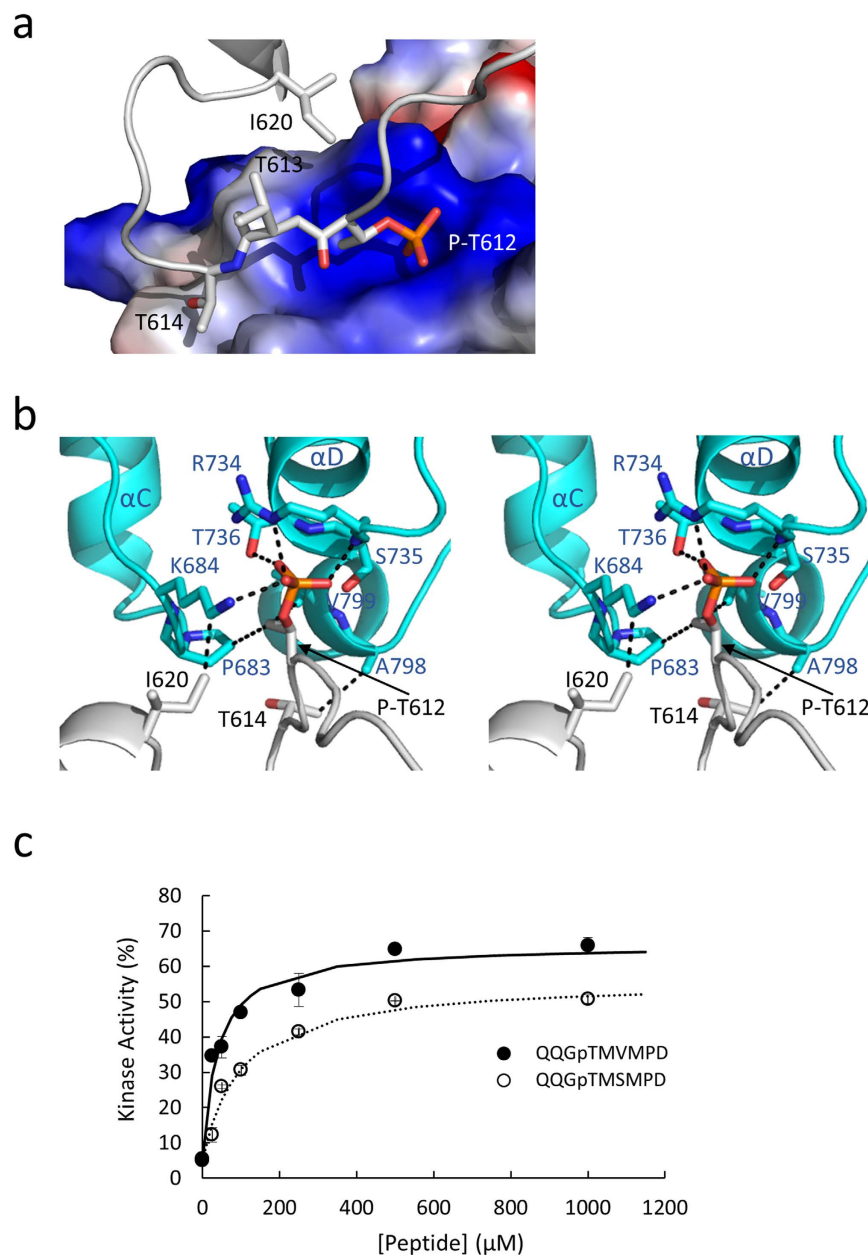 a
I620
T613
P-T612
T614
b
αD
R734
αC
T736
K684
S735
V799
P683
A798
I620
T614
P-T612
αD
R734
αC
T736
K684
S735
V799
P683
A798
I620
T614
P-T612
c
80
70
60
50
40
30
20
10
0
Kinase Activity (%)
QQGpTMVMPD
QQGpTMSMPD
0 200 400 600 800 1000 1200
[Peptide] (μM)